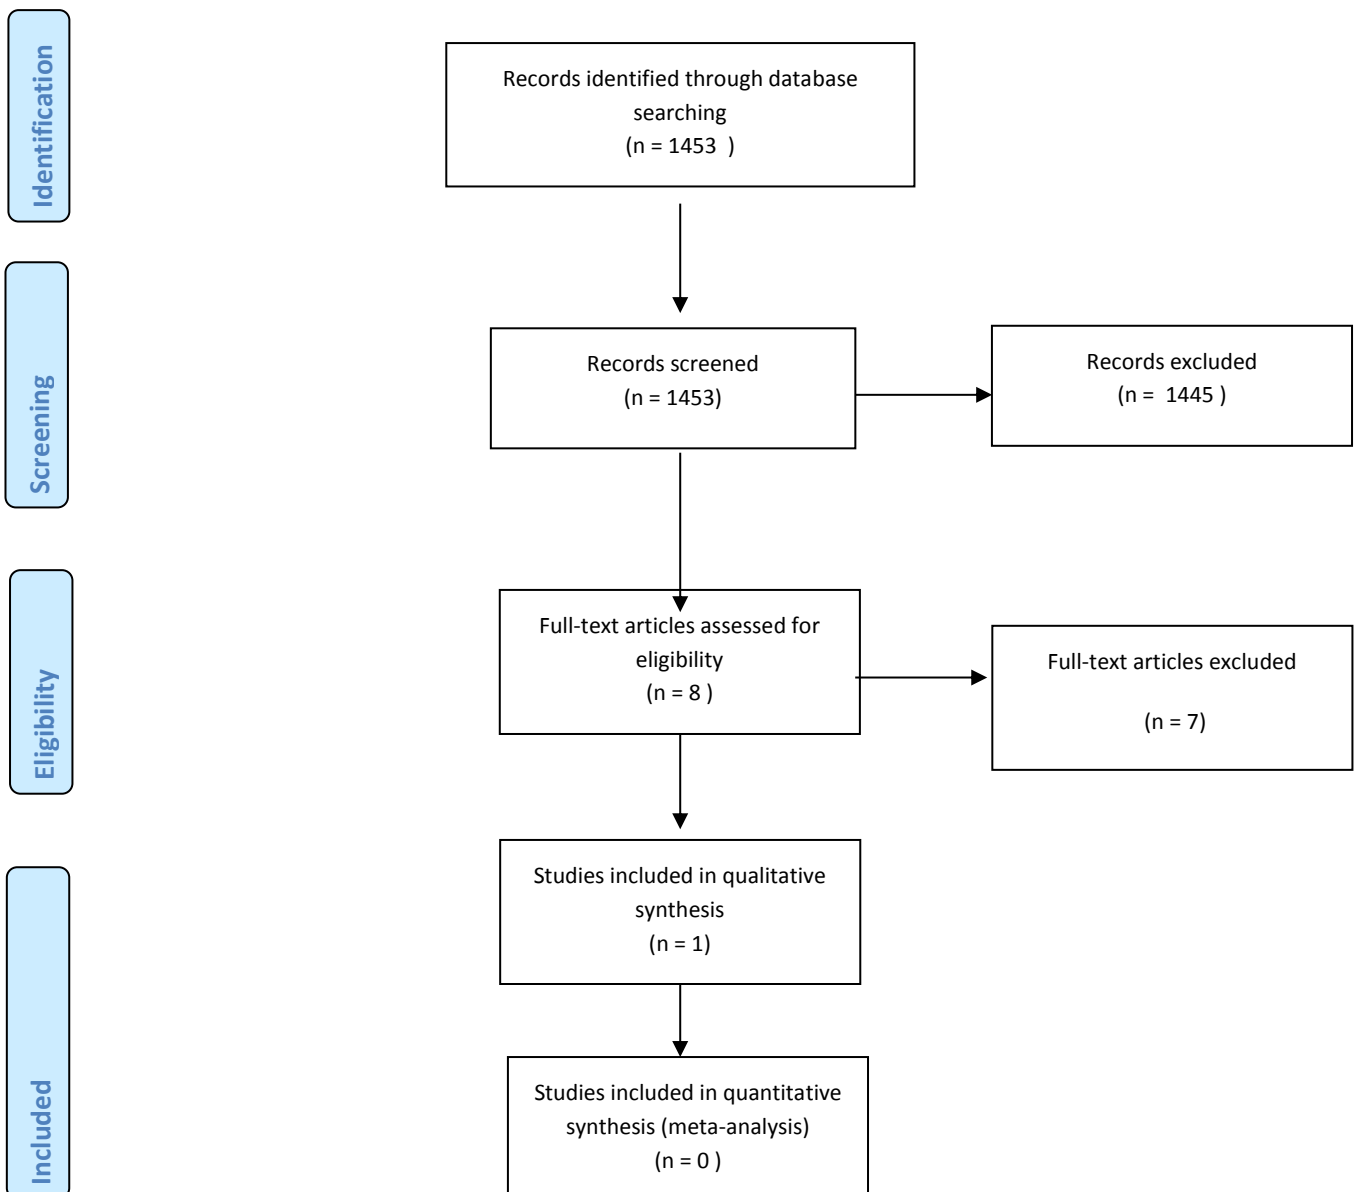 Identification
Records identified through database
searching
(n = 1453  )
Screening
Records screened
(n = 1453)
Records excluded
(n =  1445 )
Eligibility
Full-text articles assessed for
eligibility
(n = 8 )
Full-text articles excluded
(n = 7)
Included
Studies included in qualitative
synthesis
(n = 1)
Studies included in quantitative
synthesis (meta-analysis)
(n = 0 )